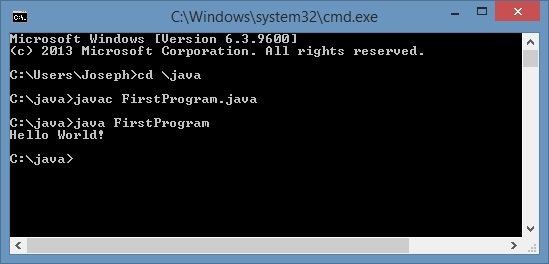 C:\Windows\system32\cmd.exe
Microsoft Windows [Version 6.3.9600]
(c) 2013 Microsoft Corporation. All rights reserved.
C:\Users\Joseph>cd \java
C:\java>javac FirstProgram.java
C:\java>java FirstProgram
Hello World!
C:\java>